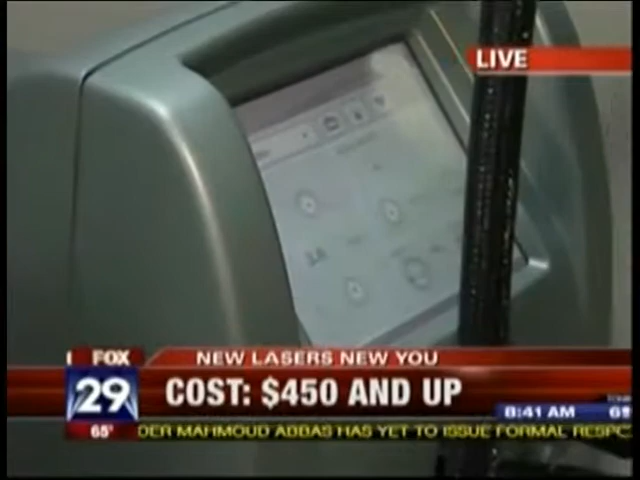 LIVE
FOX
29
65°
NEW LASERS NEW YOU
COST: $450 AND UP
8:41 AM
DER MAHMOUD ABBAS HAS YET TO ISSUE FORMAL RESPC